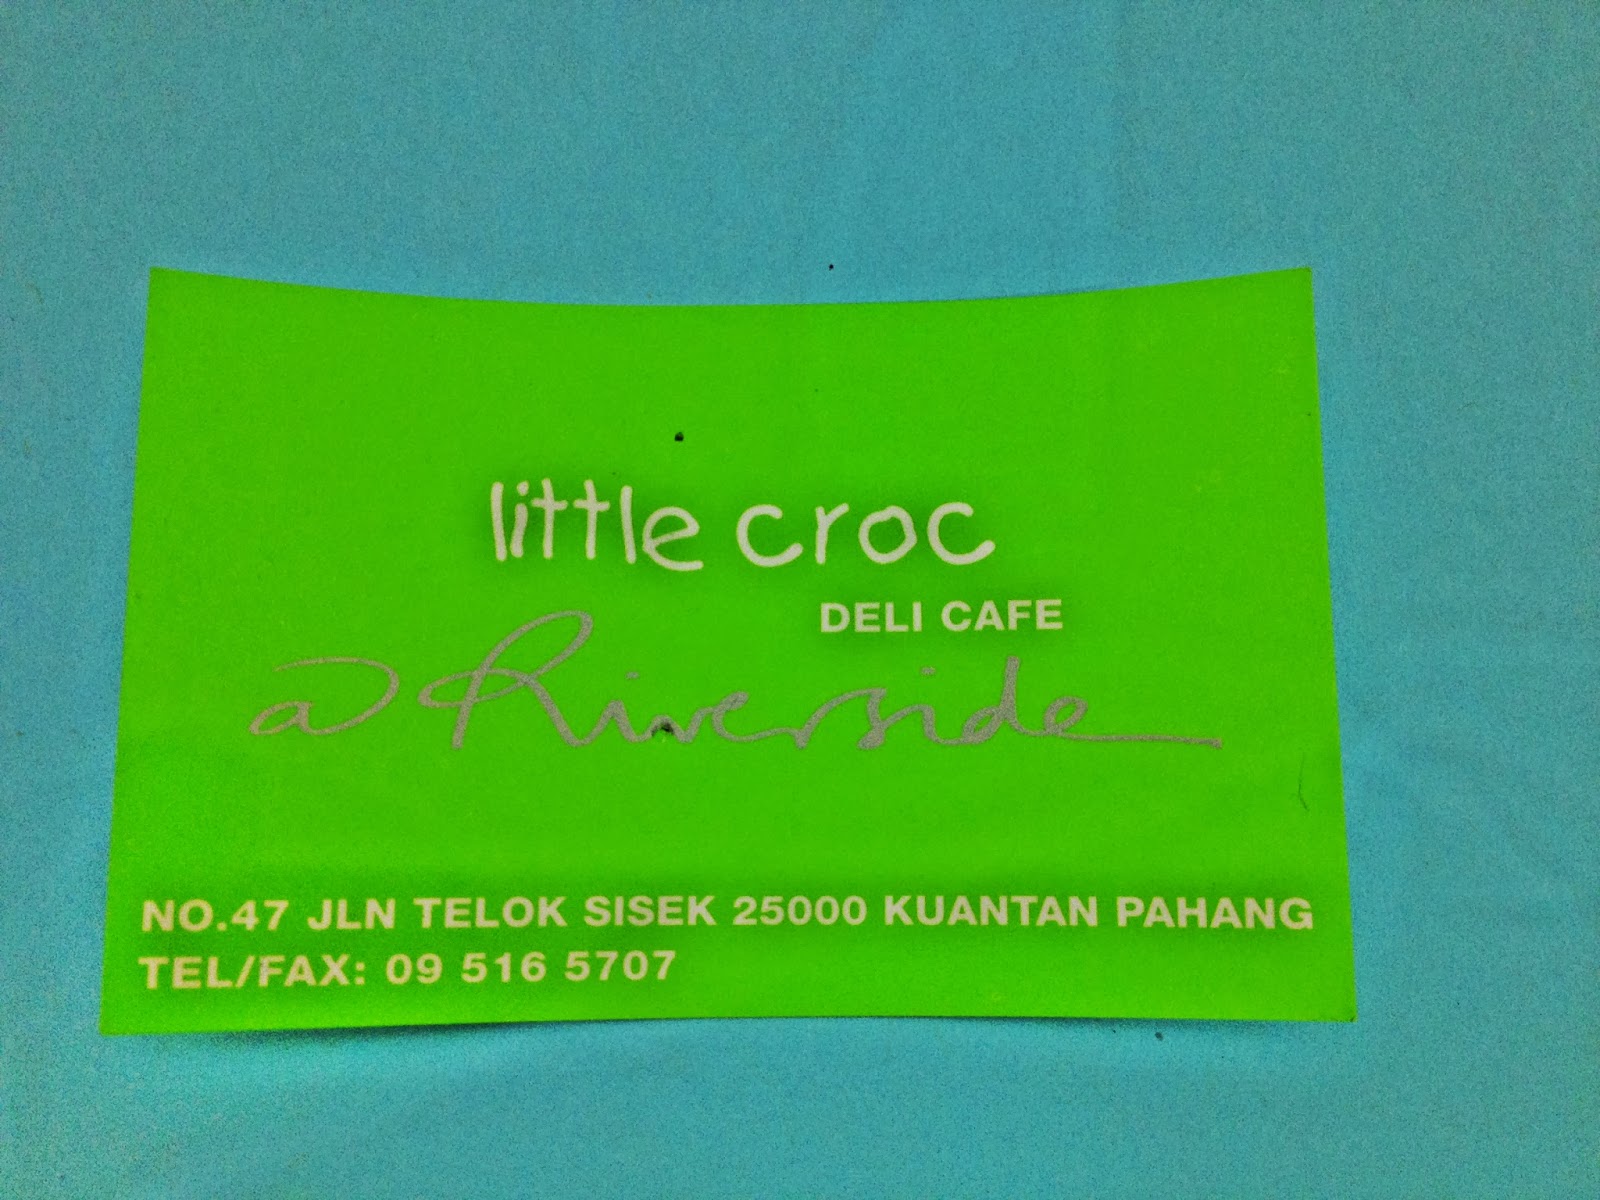 little croc
DELI CAFE
@ Riverside
NO.47 JLN TELOK SISEK 25000 KUANTAN PAHANG
TEL/FAX: 09 516 5707